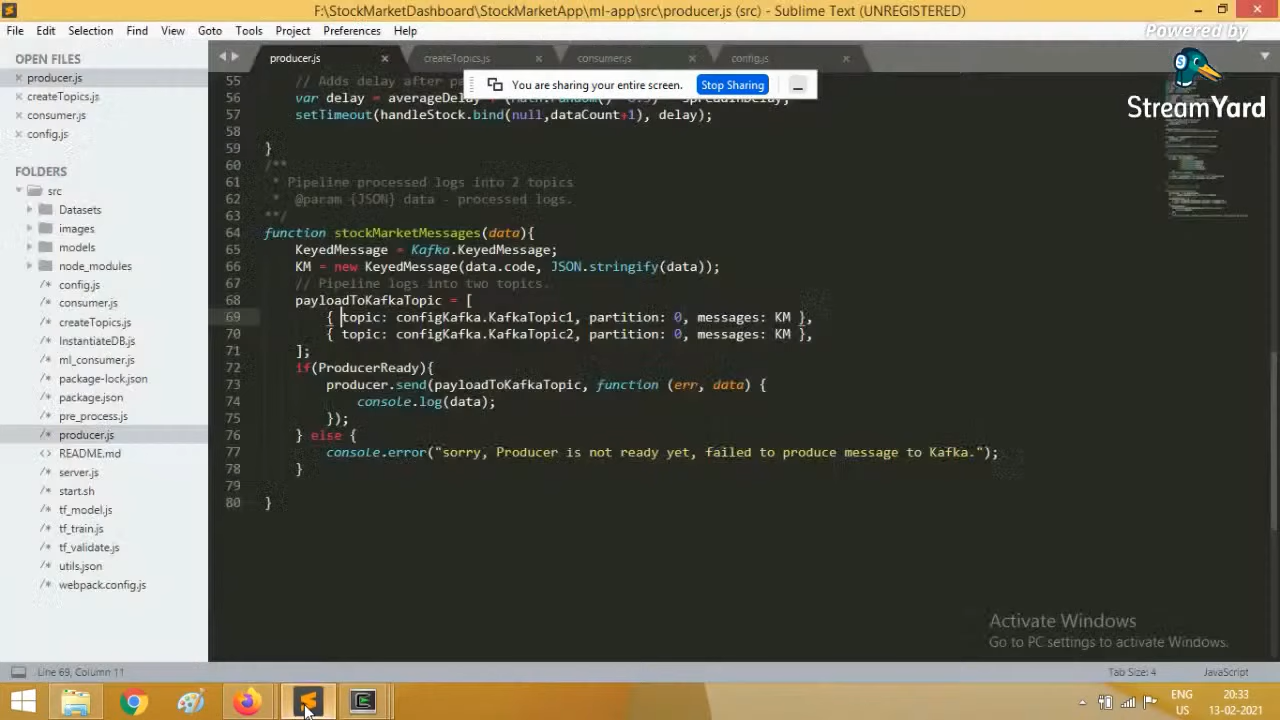 F:\StockMarketDashboard\StockMarketApp\ml-app\src\producer.js (src) - Sublime Text (UNREGISTERED)
File Edit Selection Find View Goto Tools Project Preferences Help
Powered by
StreamYard
OPEN FILES
producer.js
createTopics.js
consumer.js
config.js
FOLDERS
src
Datasets
images
models
node_modules
config.js
consumer.js
createTopics.js
InstantiateDB.js
ml_consumer.js
package-lock.json
package.json
pre_process.js
producer.js
README.md
server.js
start.sh
tf_model.js
tf_train.js
tf_validate.js
utils.json
webpack.config.js
producer.js createTopics.js consumer.js config.js
You are sharing your entire screen. Stop Sharing
55 // Adds delay after
56 var delay = averageDelay
57 setTimeout(handleStock.bind(null,dataCount+1), delay);
58
59 }
60 /**
61 * Pipeline processed logs into 2 topics
62 * @param {JSON} data - processed logs.
63 **/
64 function stockMarketMessages(data){
65 KeyedMessage = Kafka.KeyedMessage;
66 KM = new KeyedMessage(data.code, JSON.stringify(data));
67 // Pipeline logs into two topics.
68 payloadToKafkaTopic = [
69 { topic: configKafka.KafkaTopic1, partition: 0, messages: KM },
70 { topic: configKafka.KafkaTopic2, partition: 0, messages: KM },
71 ];
72 if(ProducerReady){
73 producer.send(payloadToKafkaTopic, function (err, data) {
74 console.log(data);
75 });
76 } else {
77 console.error("sorry, Producer is not ready yet, failed to produce message to Kafka.");
78 }
79
80 }
Activate Windows
Go to PC settings to activate Windows.
Line 69, Column 11
Tab Size: 4
JavaScript
ENG
US
20:33
13-02-2021